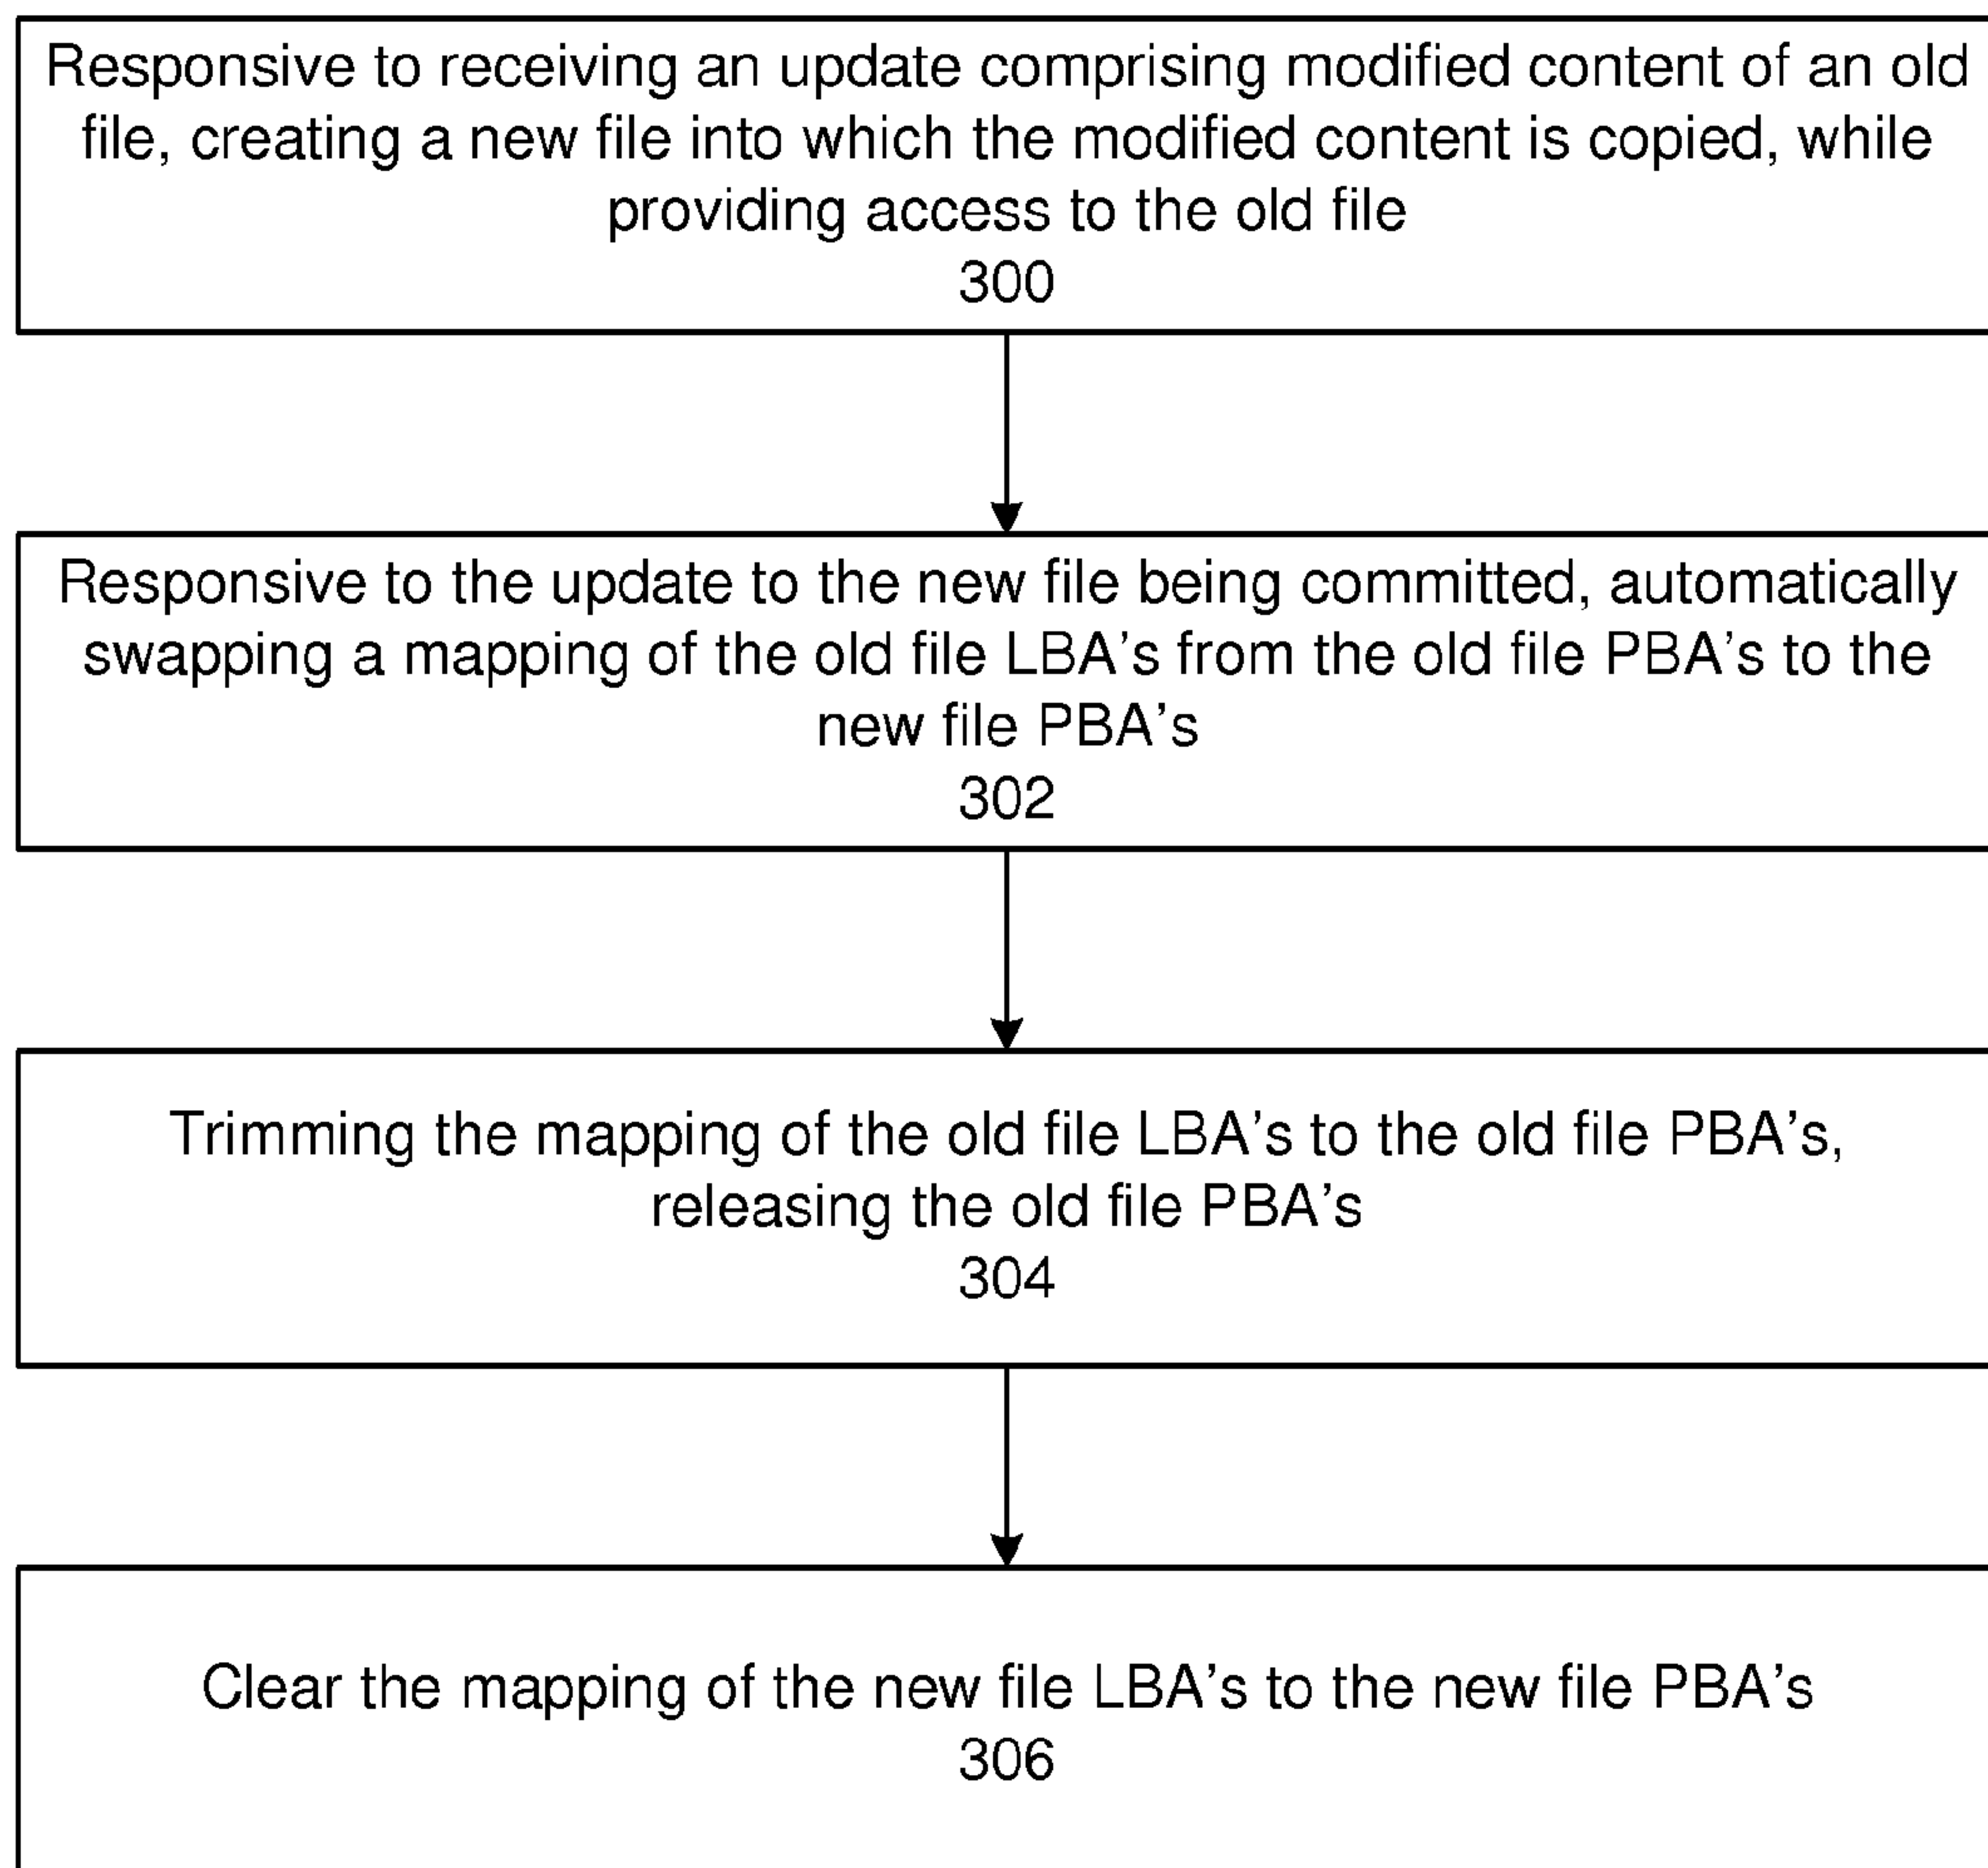 Responsive to receiving an update comprising modified content of an old
file, creating a new file into which the modified content is copied, while
providing access to the old file
300
Responsive to the update to the new file being committed, automatically
swapping a mapping of the old file LBA’s from the old file PBA’s to the
new file PBA’s
302
Trimming the mapping of the old file LBA’s to the old file PBA’s,
releasing the old file PBA’s
304
Clear the mapping of the new file LBA’s to the new file PBA’s
306